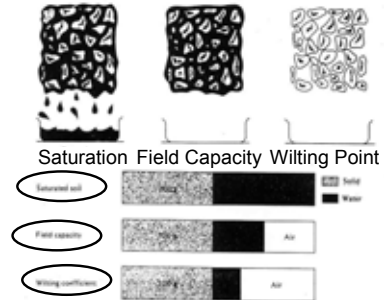 Saturation Field Capacity Wilting Point
Saturated soil
Solid
Water
Field capacity
Air
Wilting coefficient
Air